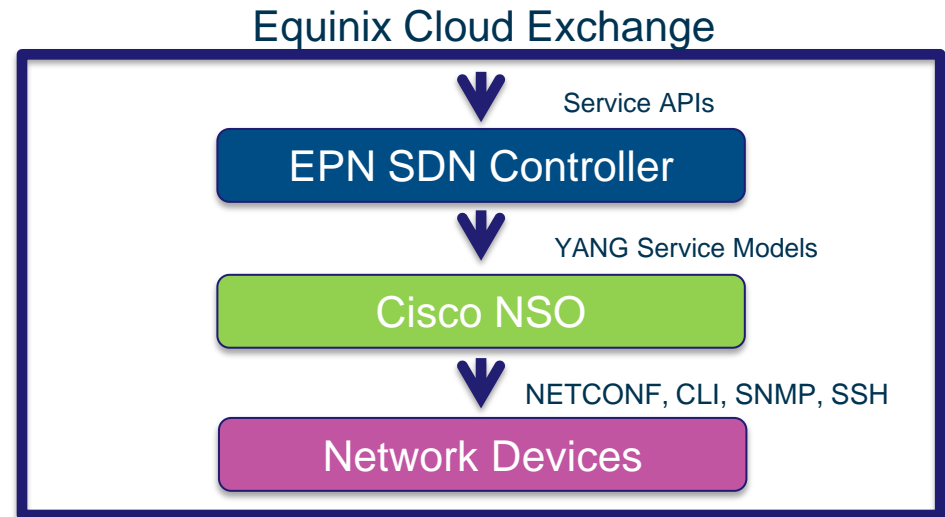 Equinix Cloud Exchange
Service APIs
EPN SDN Controller
YANG Service Models
Cisco NSO
NETCONF, CLI, SNMP, SSH
Network Devices